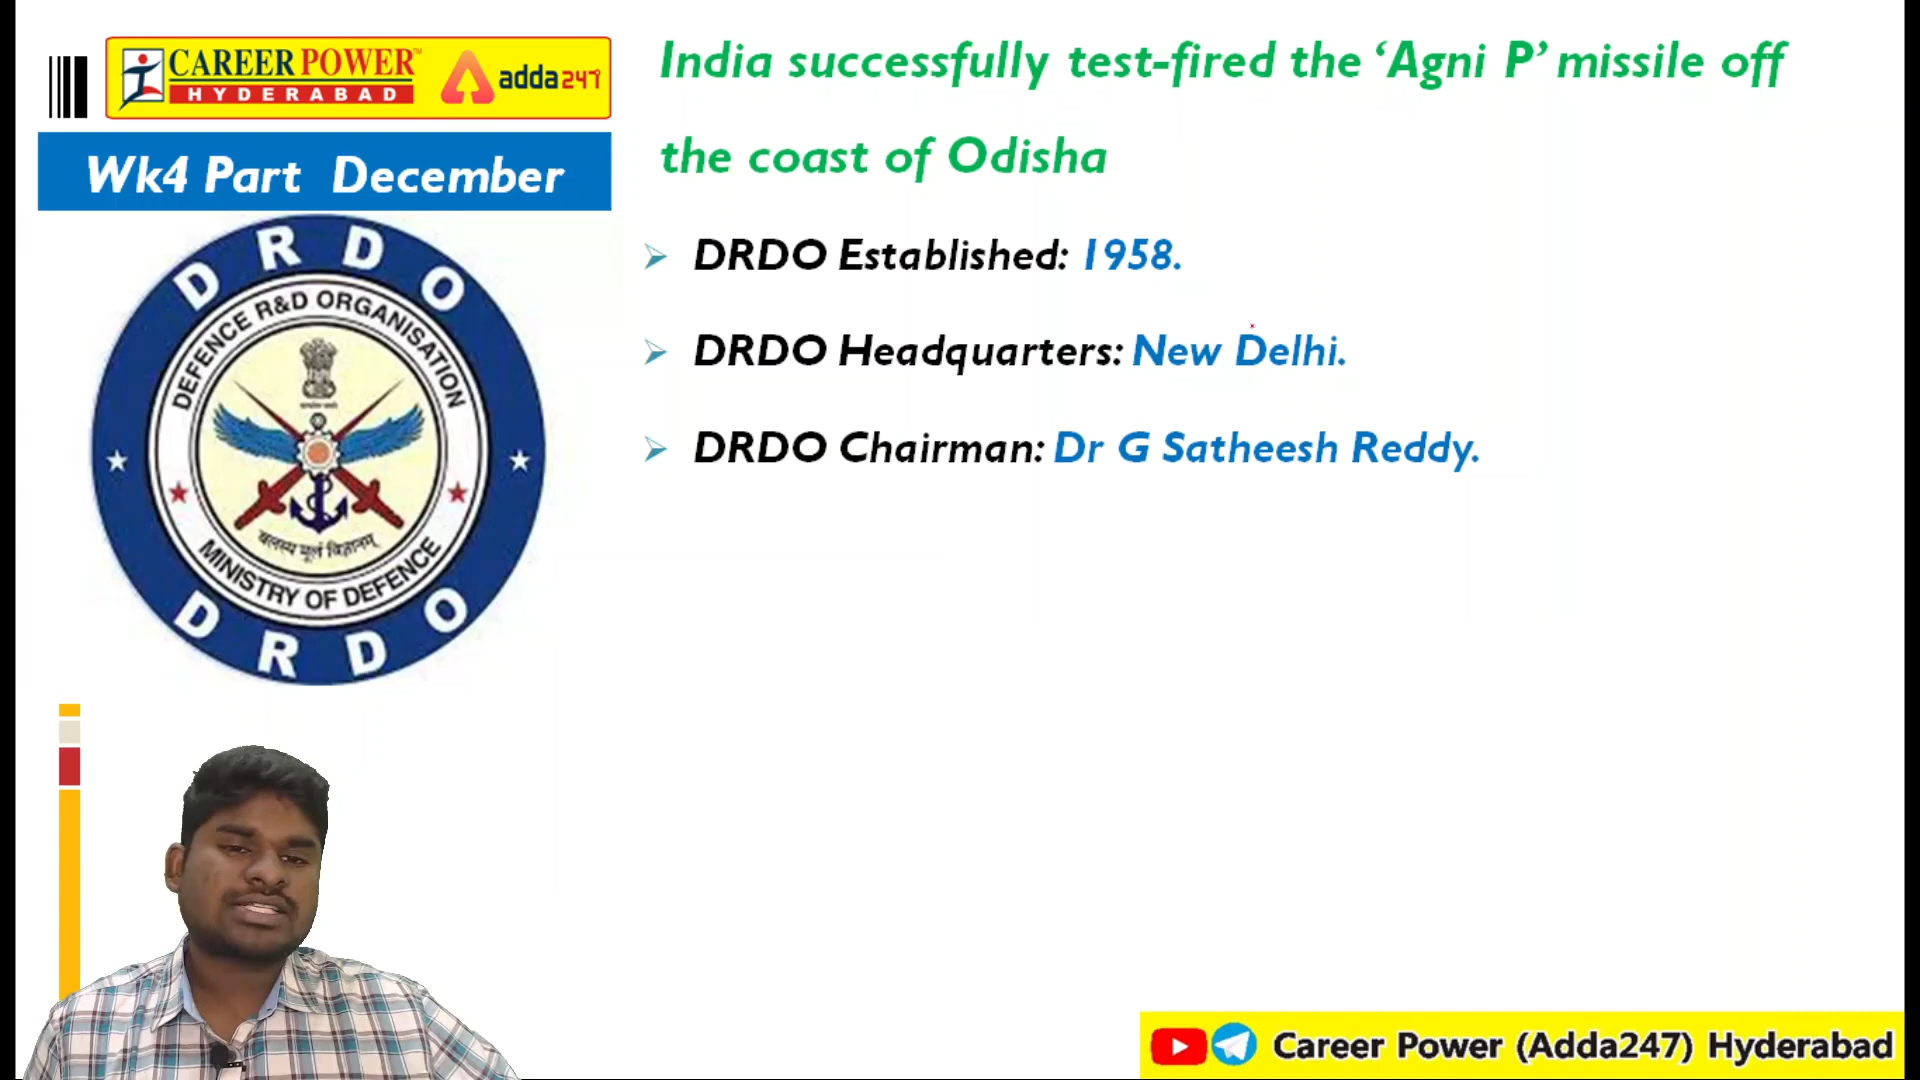 CAREER POWER
HYDERABAD
adda247
Wk4 Part December
India successfully test-fired the ‘Agni P’ missile off
the coast of Odisha
DRDO Established: 1958.
DRDO Headquarters: New Delhi.
DRDO Chairman: Dr G Satheesh Reddy.
DRDO
DEFENCE R&D ORGANISATION
बलस्य मूलं विज्ञानम्
MINISTRY OF DEFENCE
DRDO
Career Power (Adda247) Hyderabad